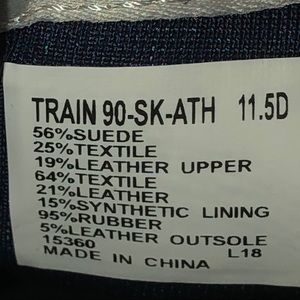 TRAIN 90-SK-ATH 11.5D
56%SUEDE
25%TEXTILE
19%LEATHER UPPER
64%TEXTILE
21%LEATHER
15%SYNTHETIC LINING
95%RUBBER
5%LEATHER OUTSOLE
15360 L18
MADE IN CHINA